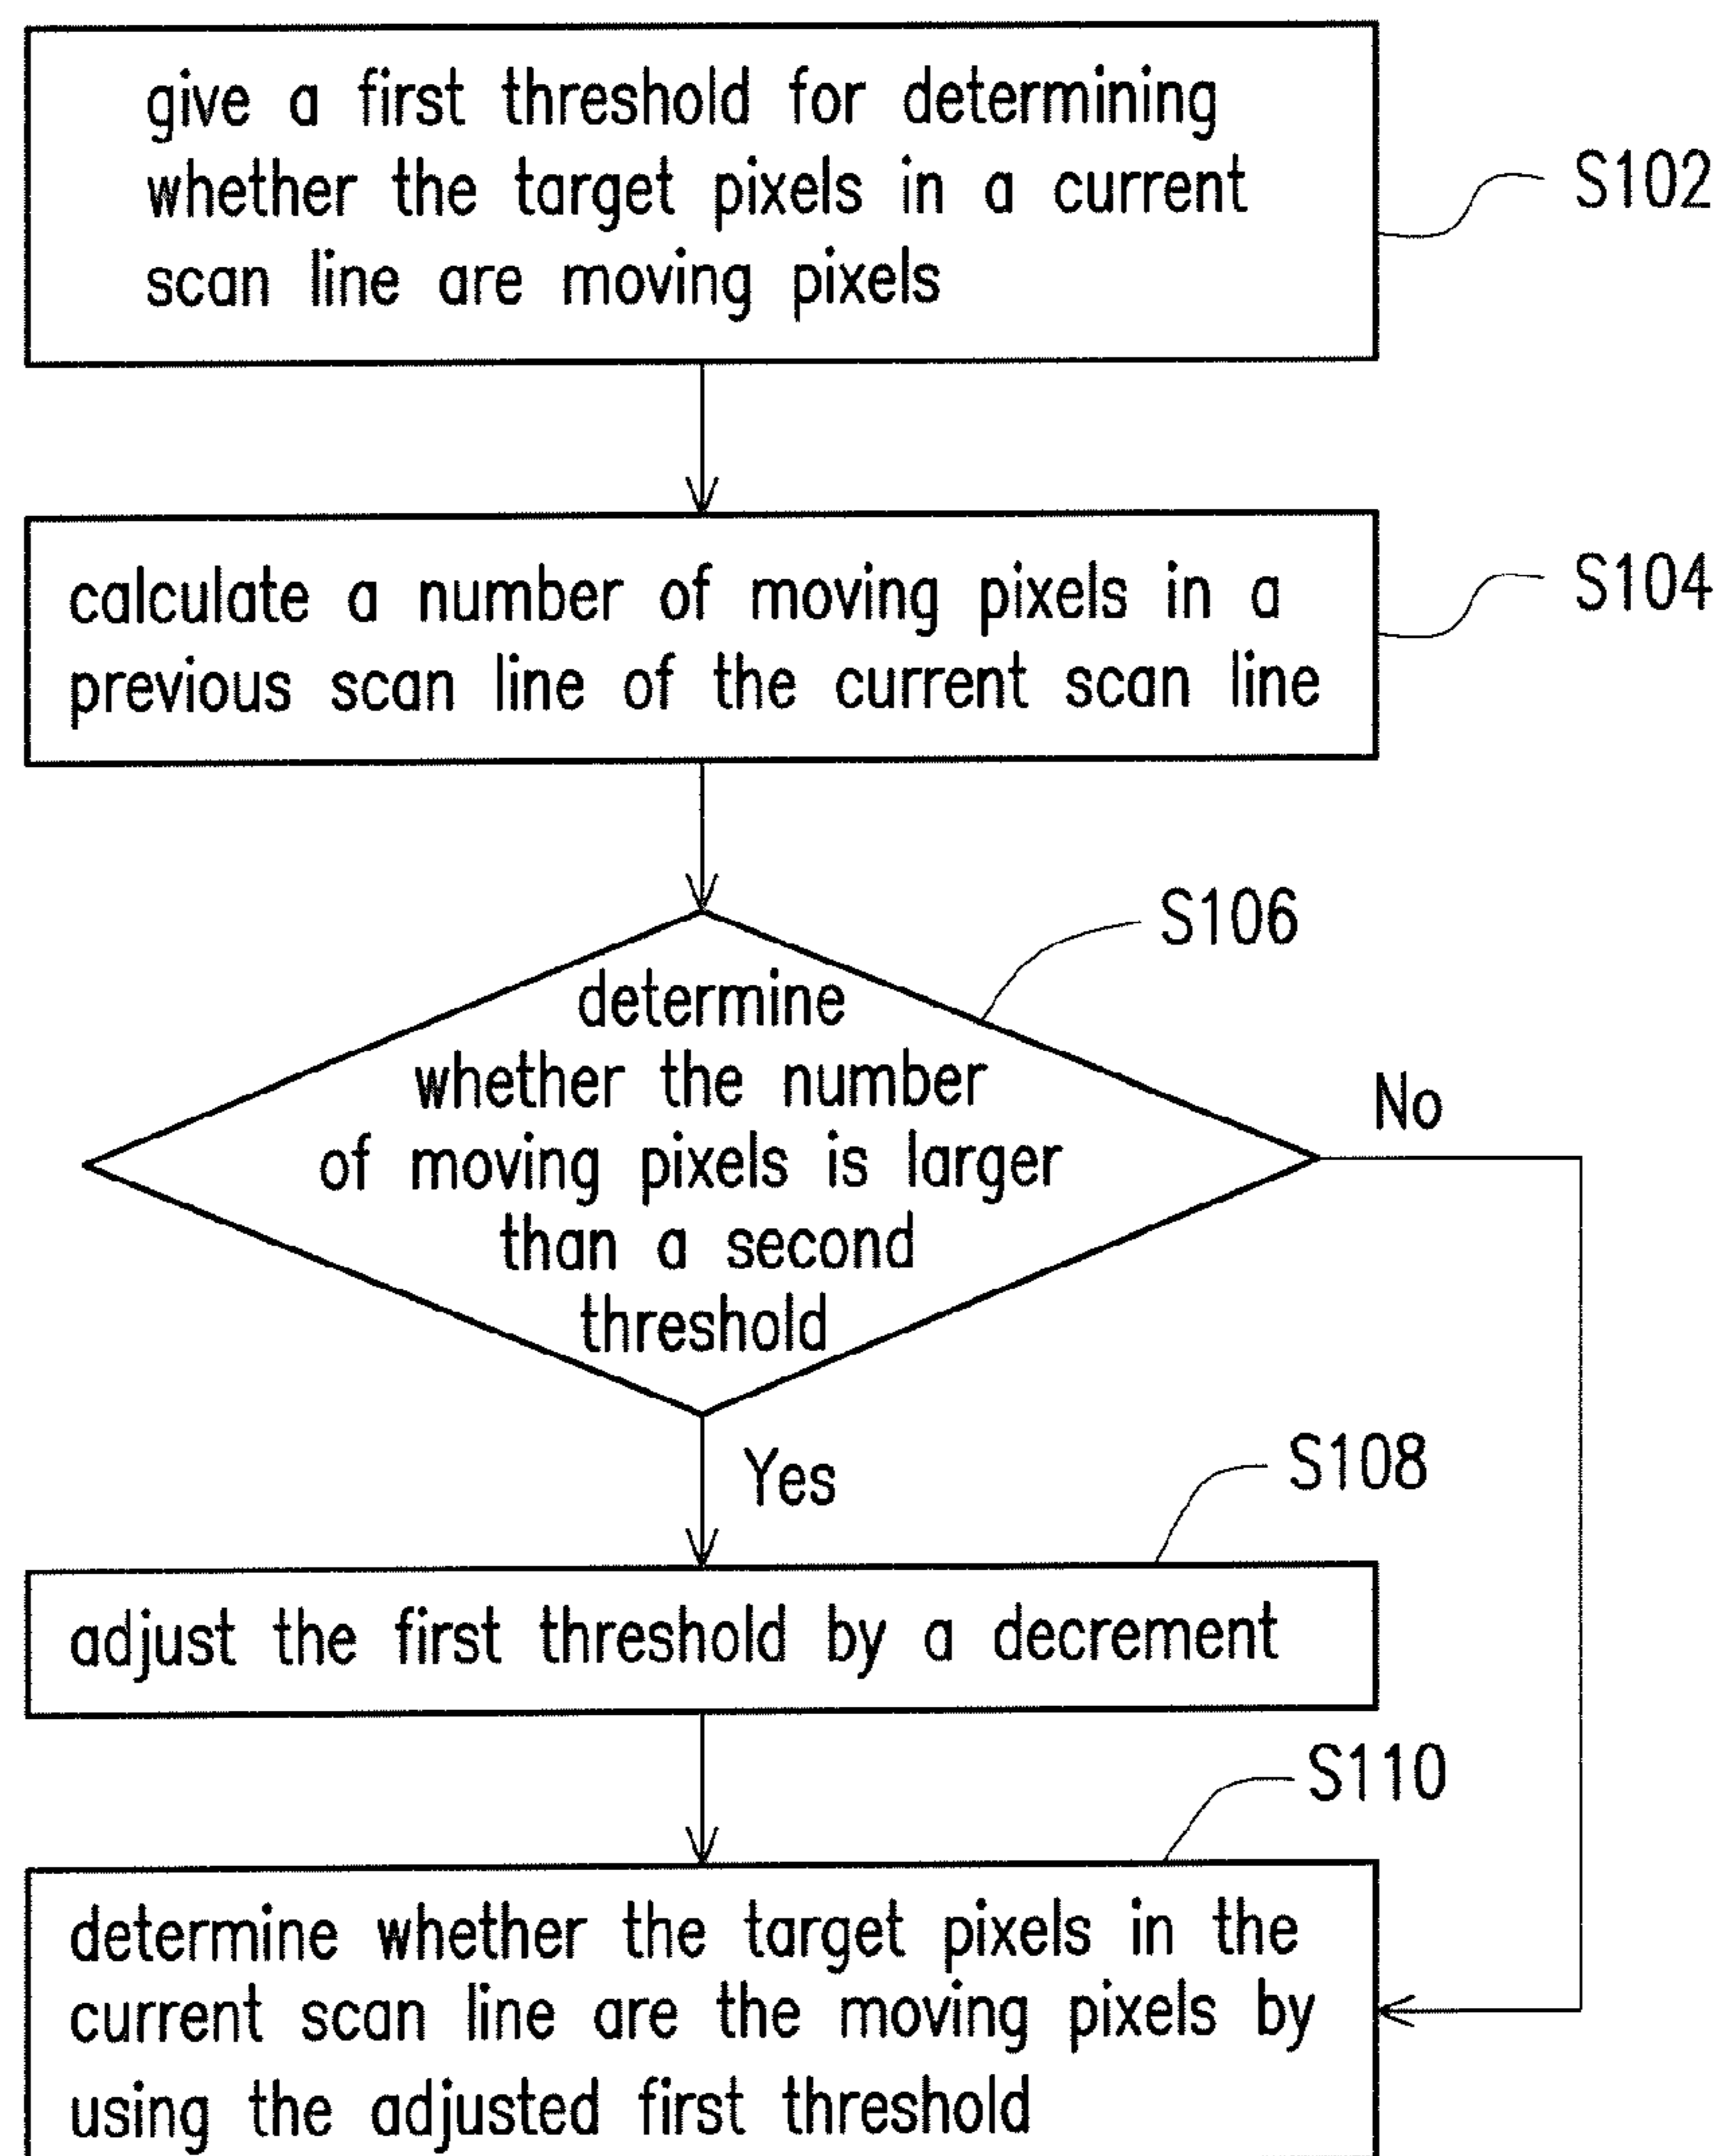 give a first threshold for determining
whether the target pixels in a current
scan line are moving pixels
S102
calculate a number of moving pixels in a
previous scan line of the current scan line
S104
S106
determine
whether the number
of moving pixels is larger
than a second
threshold
No
Yes
S108
adjust the first threshold by a decrement
S110
determine whether the target pixels in the
current scan line are the moving pixels by
using the adjusted first threshold